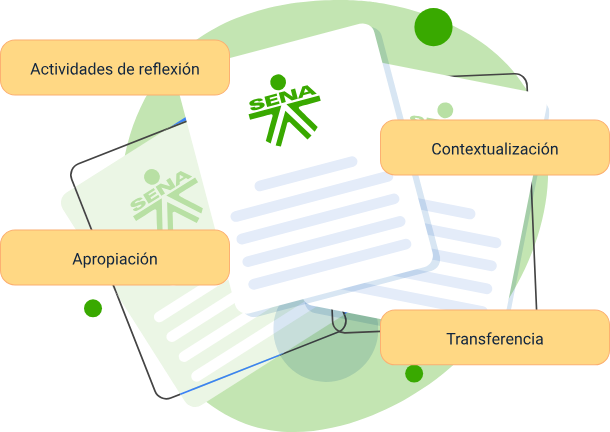 Actividades de reflexión
SENA
Contextualización
SENA
Apropiación
Transferencia